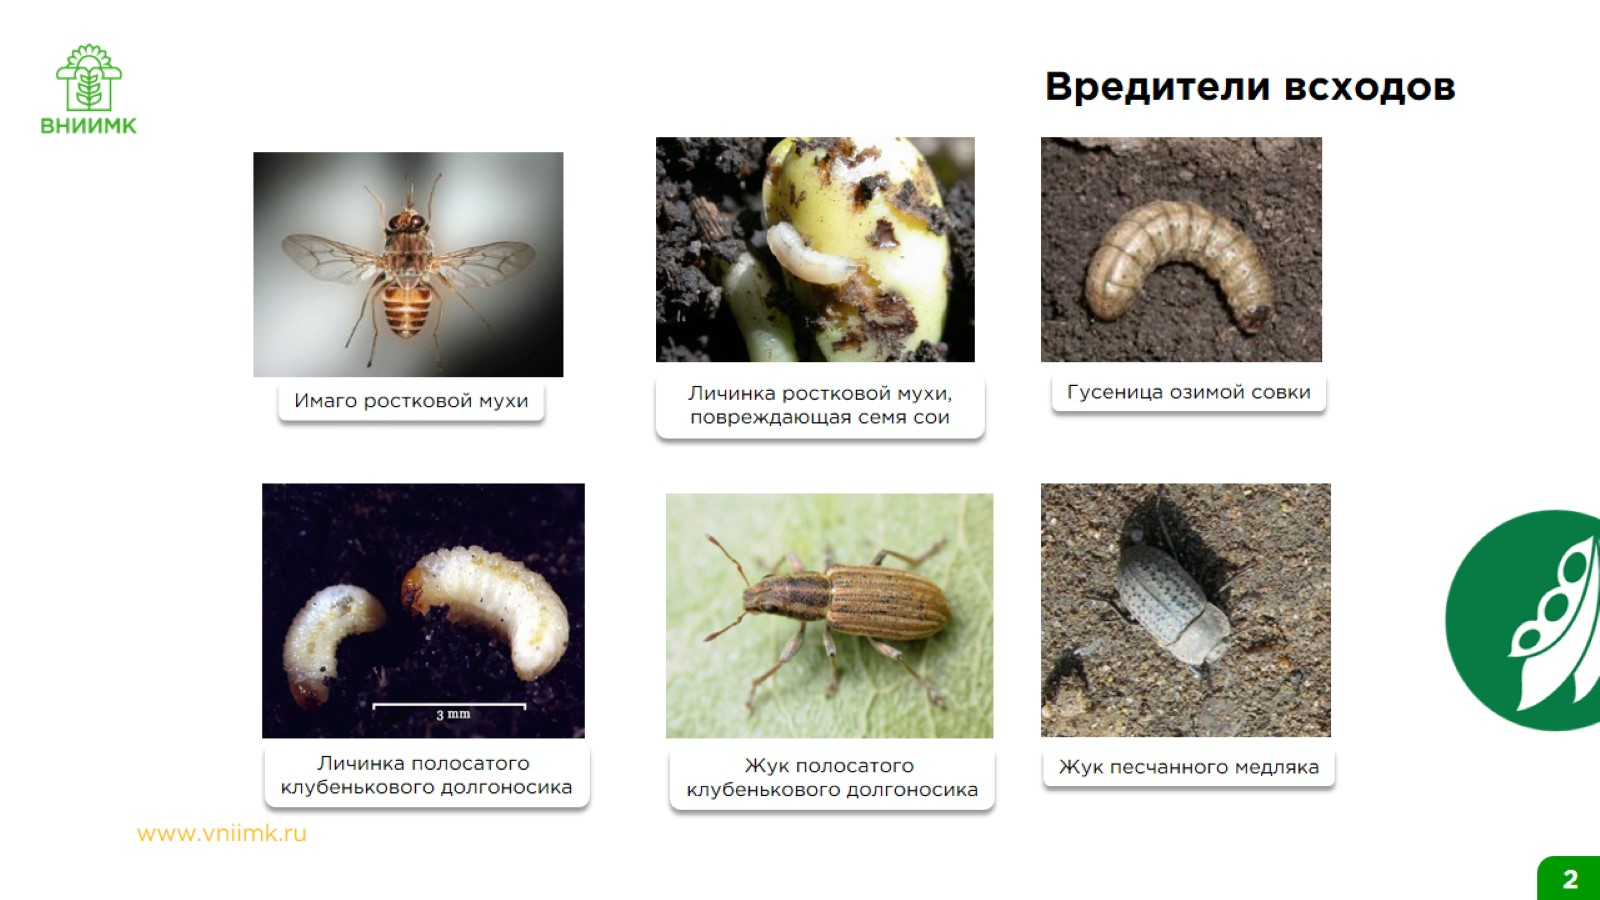 ВНИИМК
Вредители всходов
Имаго ростковой мухи
Личинка ростковой мухи,
повреждающая семя сои
Гусеница озимой совки
3 mm
Личинка полосатого
клубенькового долгоносика
Жук полосатого
клубенькового долгоносика
Жук песчанного медляка
www.vniimk.ru
2